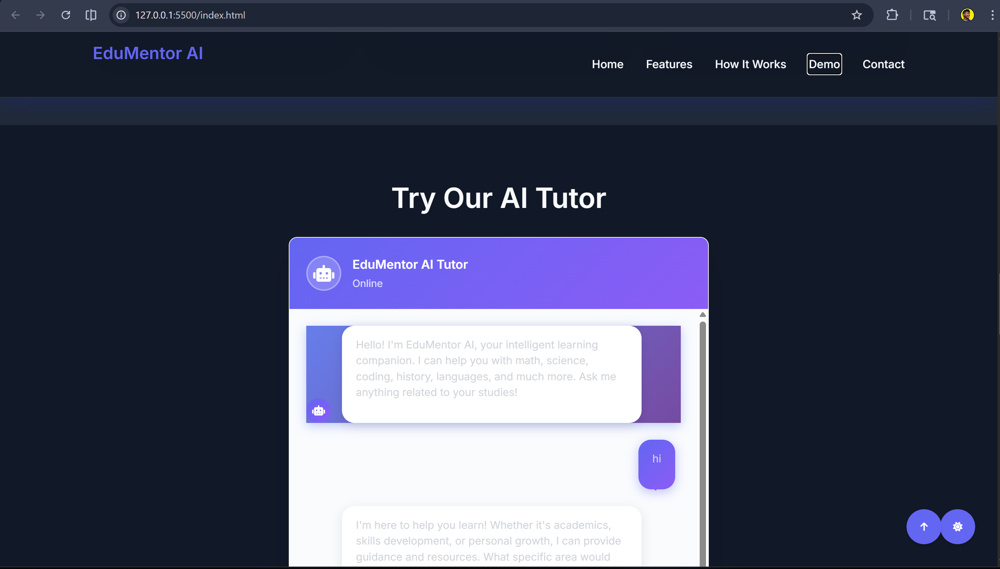 127.0.0.1:5500/index.html
EduMentor AI
Home
Features
How It Works
Demo
Contact
Try Our AI Tutor
EduMentor AI Tutor
Online
Hello! I'm EduMentor AI, your intelligent learning
companion. I can help you with math, science,
coding, history, languages, and much more. Ask me
anything related to your studies!
hi
I'm here to help you learn! Whether it's academics,
skills development, or personal growth, I can provide
guidance and resources. What specific area would